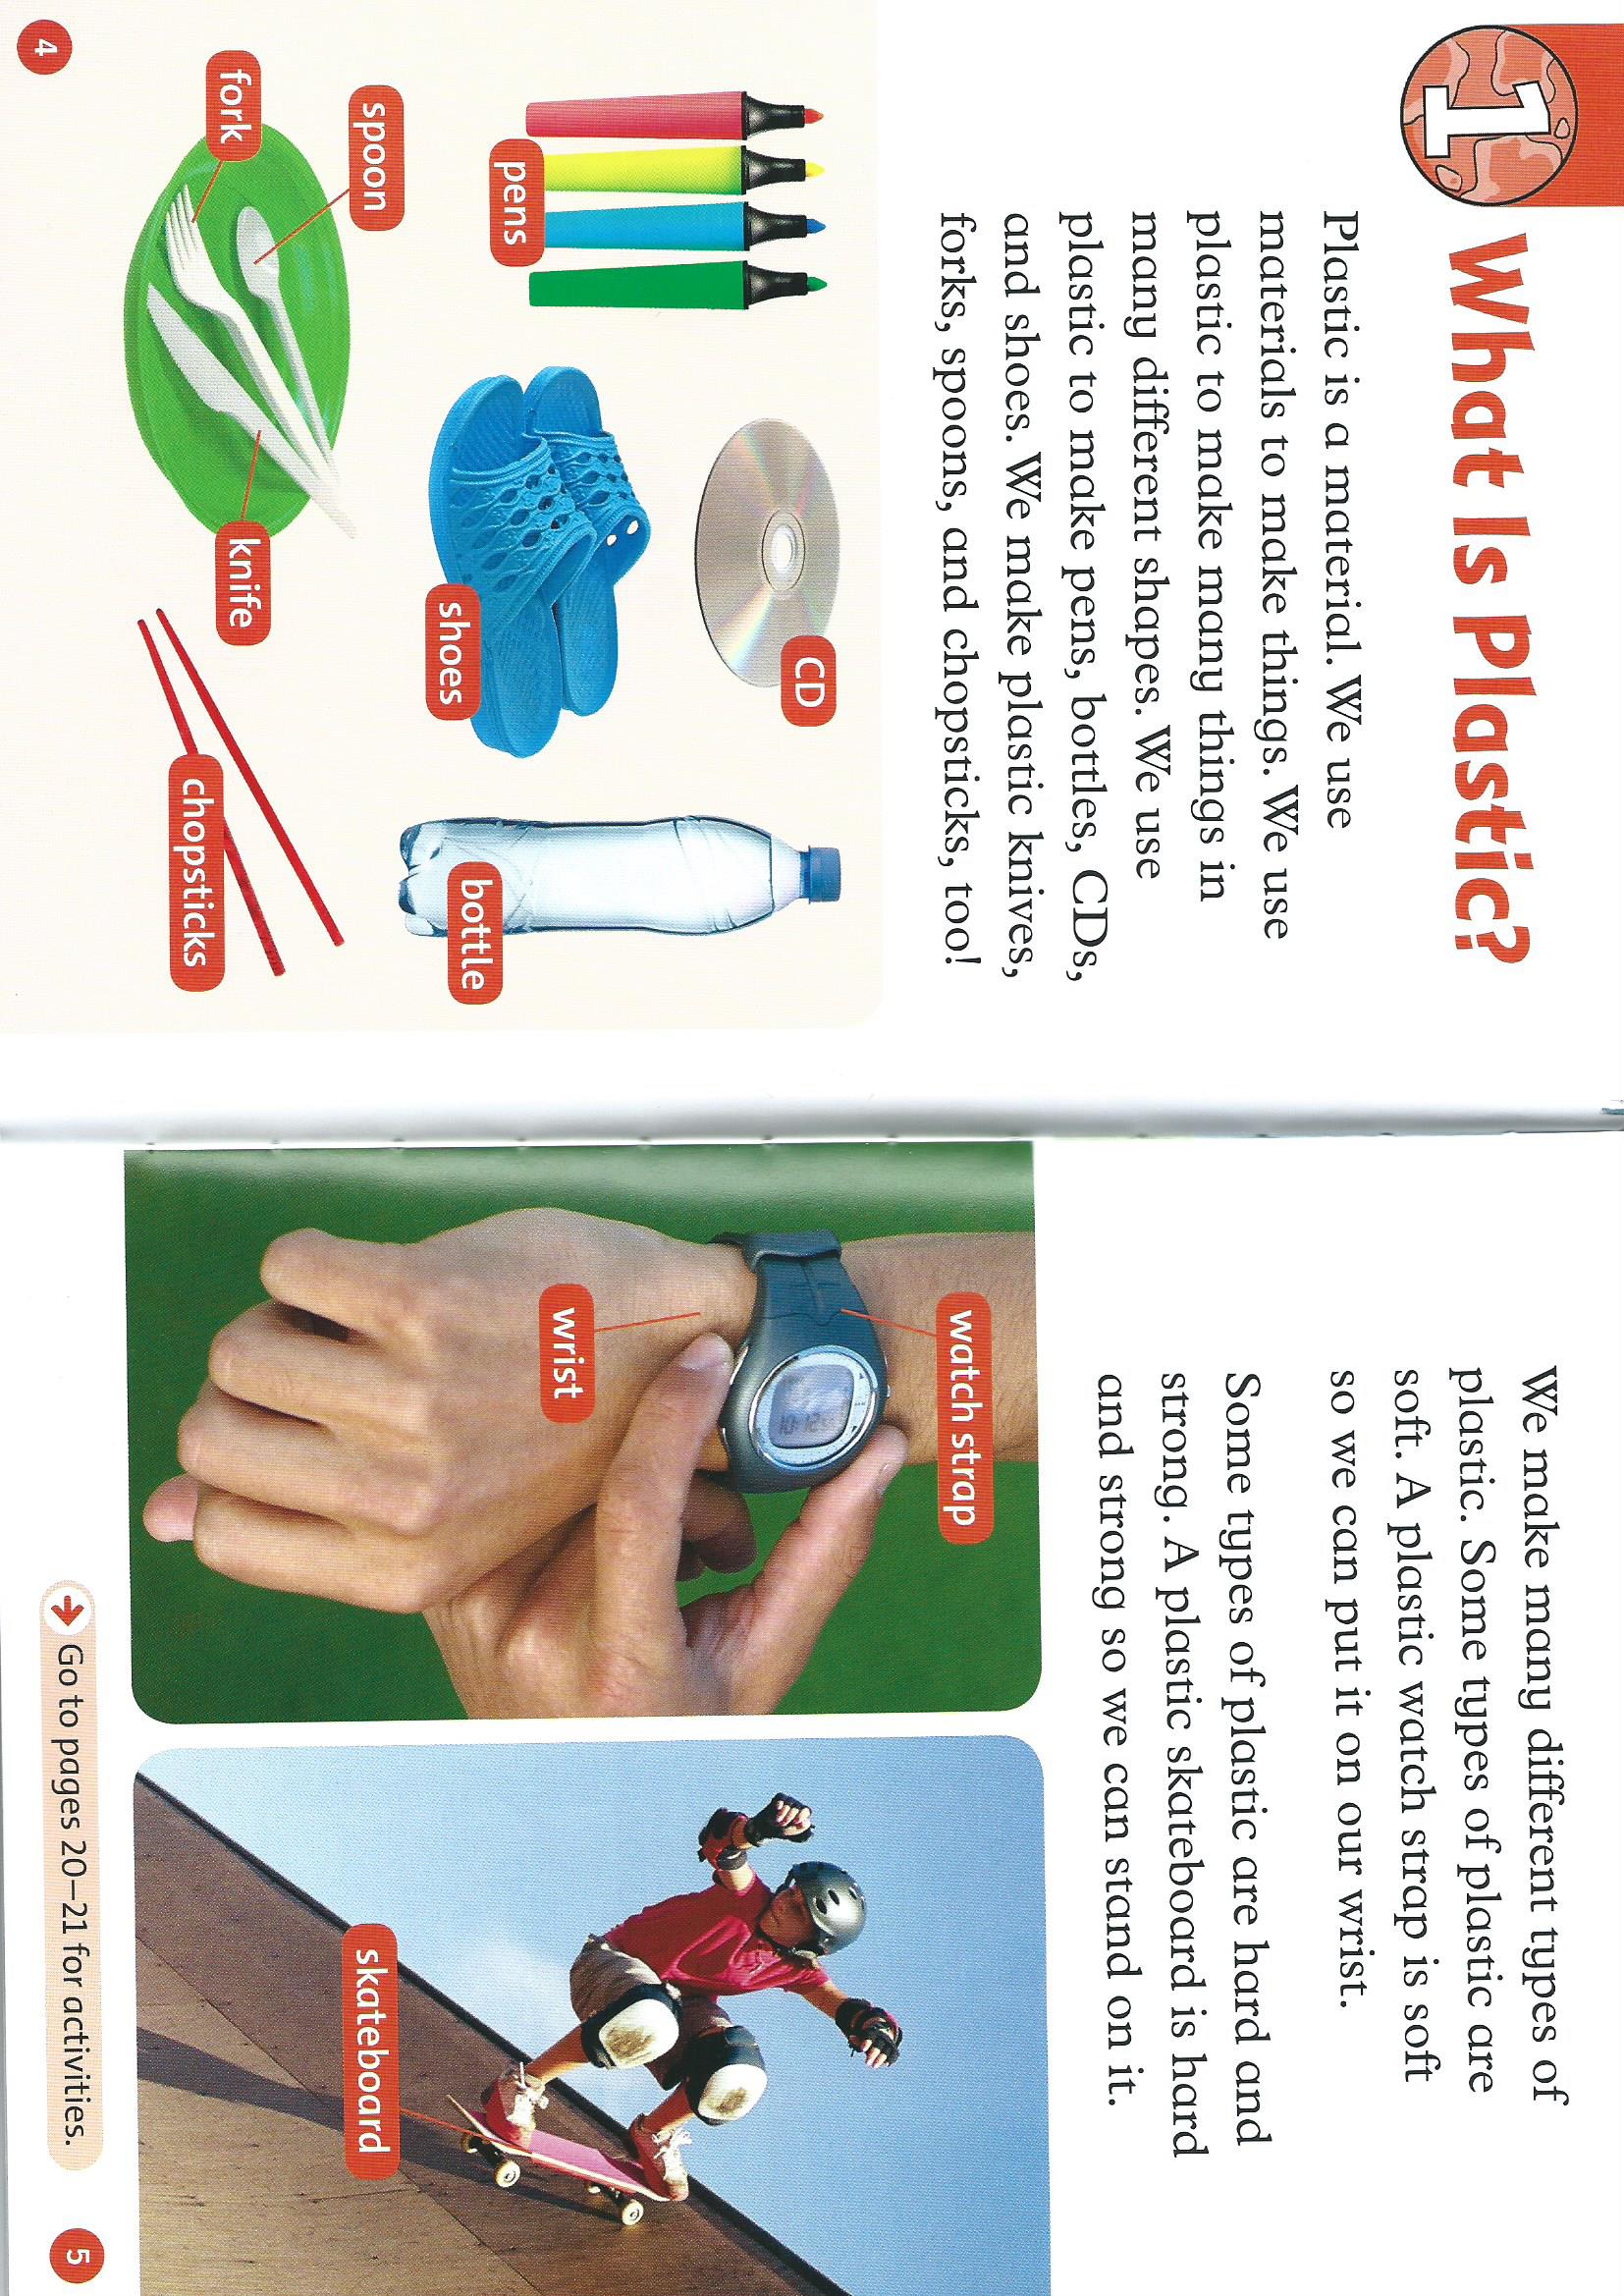 1
What Is Plastic?
Plastic is a material. We use
materials to make things. We use
plastic to make many things in
many different shapes. We use
plastic to make pens, bottles, CDs,
and shoes. We make plastic knives,
forks, spoons, and chopsticks, too!
pens
CD
shoes
bottle
spoon
fork
knife
chopsticks
4
We make many different types of
plastic. Some types of plastic are
soft. A plastic watch strap is soft
so we can put it on our wrist.
Some types of plastic are hard and
strong. A plastic skateboard is hard
and strong so we can stand on it.
watch strap
wrist
skateboard
Go to pages 20–21 for activities.
5